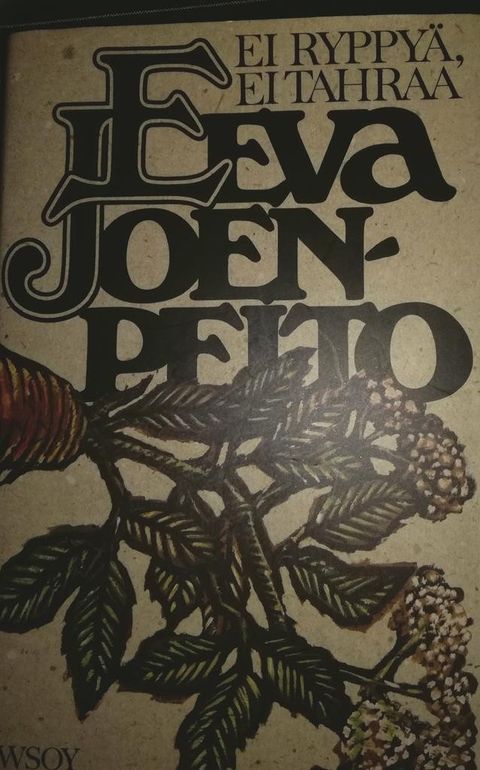 EI RYPPYÄ,
EI TAHRAA
EEVA
JOEN-
PELTO
WSOY